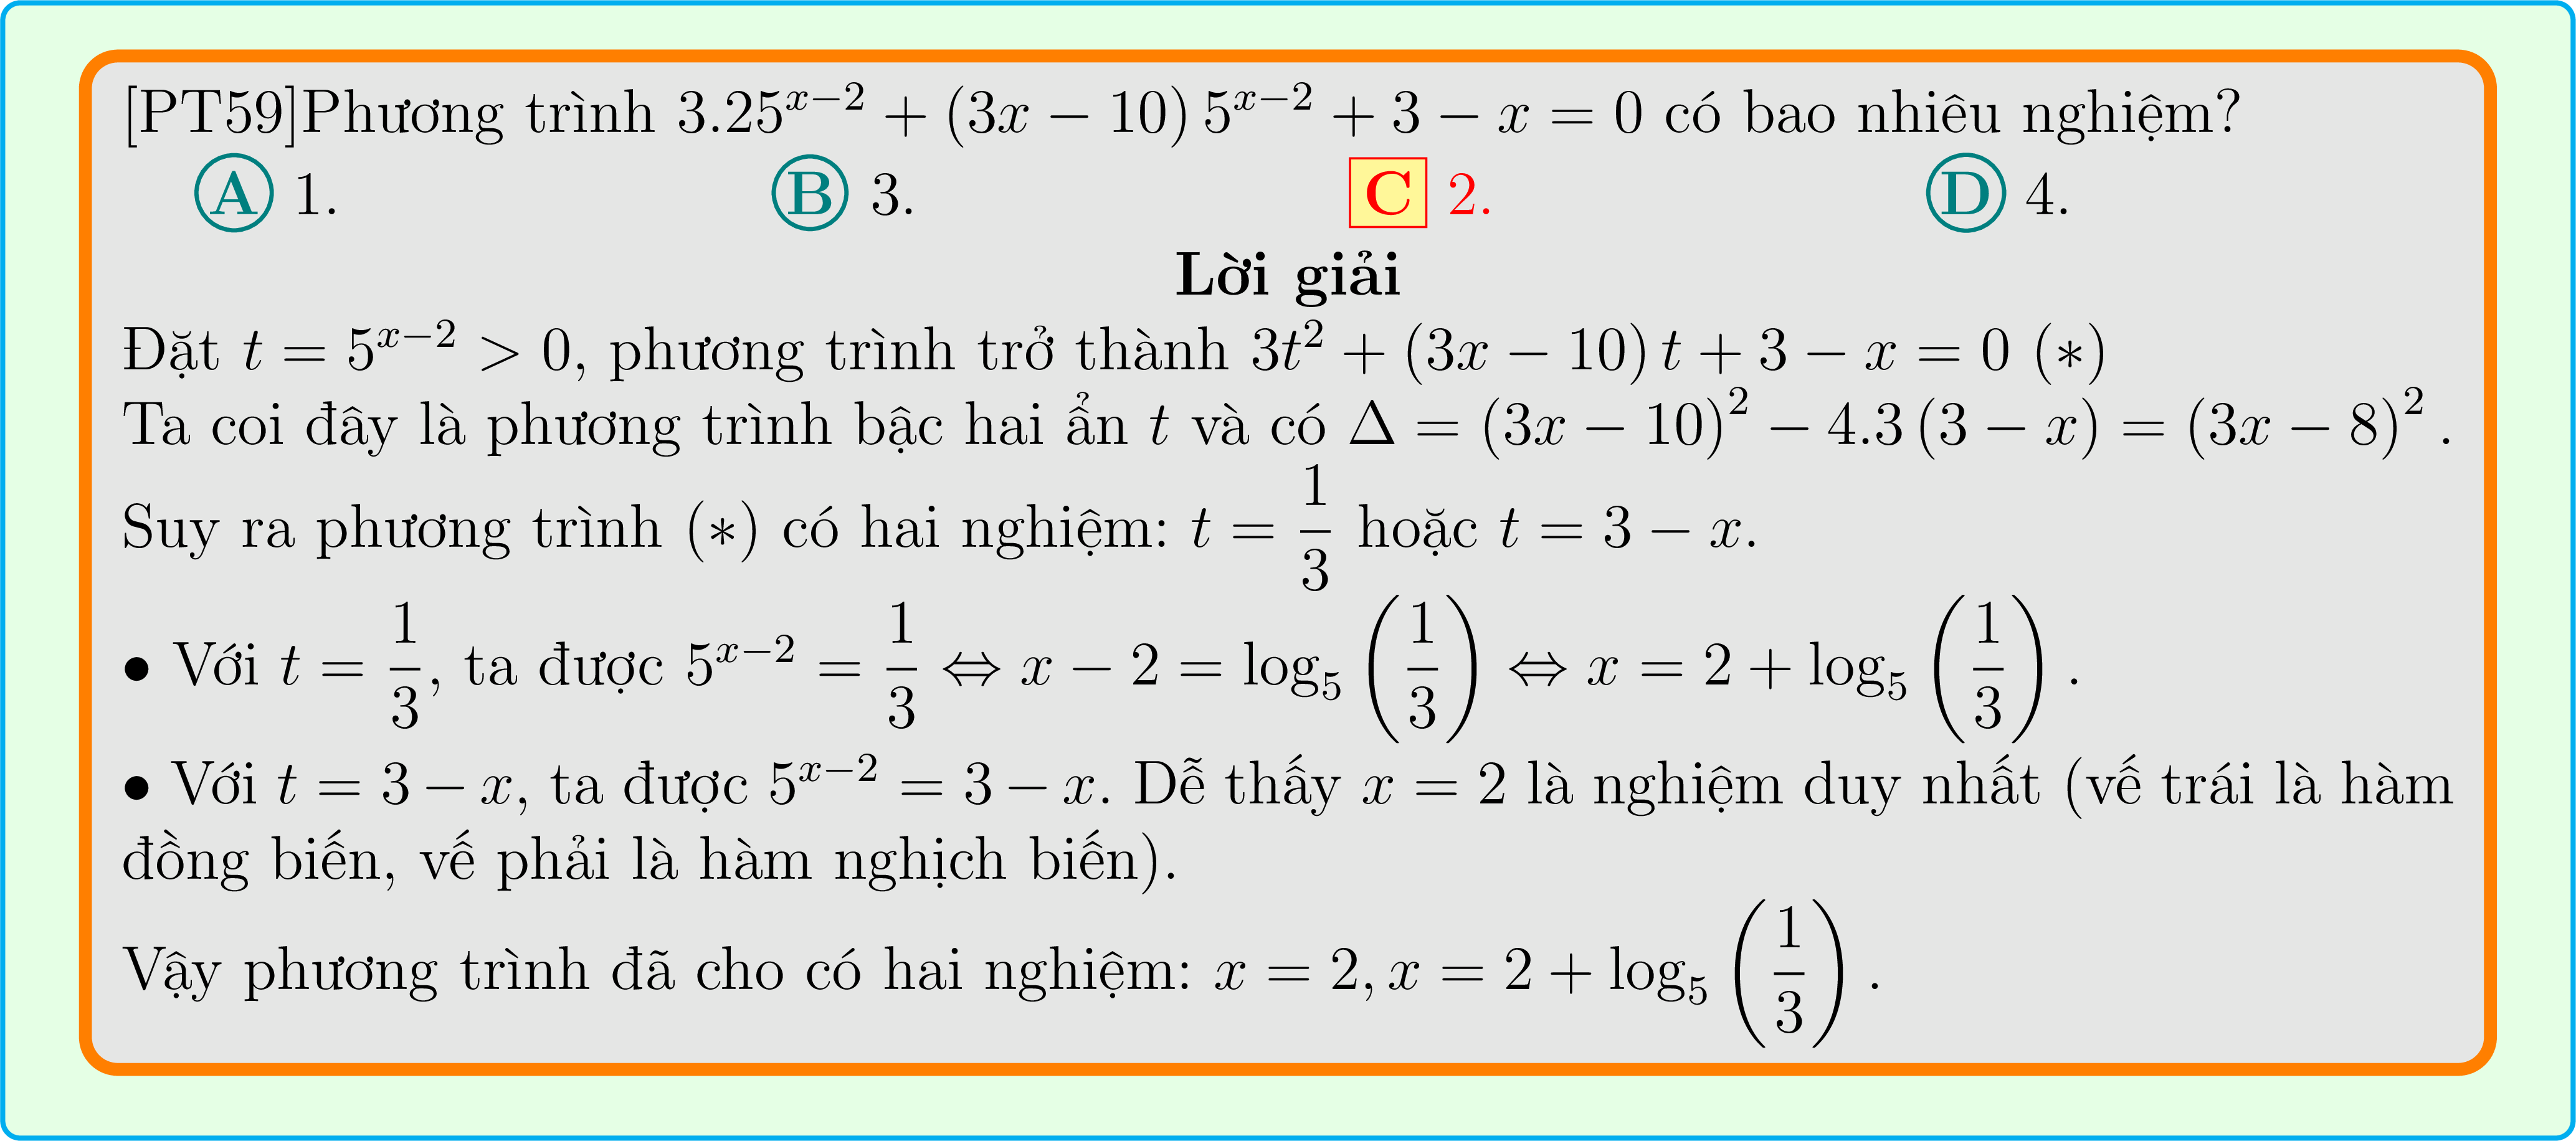 [PT59]Phương trình $3.25^{x-2} + (3x - 10) 5^{x-2} + 3 - x = 0$ có bao nhiêu nghiệm?
A 1. B 3. C 2. D 4.
Lời giải
Đặt $t = 5^{x-2} > 0$, phương trình trở thành $3t^2 + (3x - 10) t + 3 - x = 0$ (∗)
Ta coi đây là phương trình bậc hai ẩn $t$ và có $\Delta = (3x - 10)^2 - 4.3 (3 - x) = (3x - 8)^2$.
Suy ra phương trình (∗) có hai nghiệm: $t = \frac{1}{3}$ hoặc $t = 3 - x$.
• Với $t = \frac{1}{3}$, ta được $5^{x-2} = \frac{1}{3} \Leftrightarrow x - 2 = \log_5 \left(\frac{1}{3}\right) \Leftrightarrow x = 2 + \log_5 \left(\frac{1}{3}\right)$.
• Với $t = 3 - x$, ta được $5^{x-2} = 3 - x$. Dễ thấy $x = 2$ là nghiệm duy nhất (vế trái là hàm
đồng biến, vế phải là hàm nghịch biến).
Vậy phương trình đã cho có hai nghiệm: $x = 2, x = 2 + \log_5 \left(\frac{1}{3}\right)$.